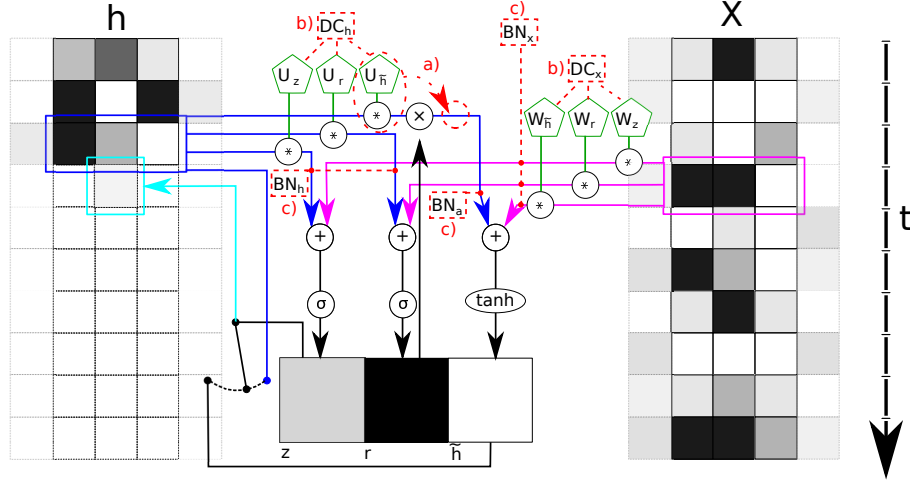 h
X
c)
b)
DC_h
BN_x
a)
b)
DC_x
U_z
U_r
U_h̃
*
×
W_h̃
W_r
W_z
*
*
*
*
*
BN_h
c)
BN_a
c)
t
+
+
+
σ
σ
tanh
z
r
h̃